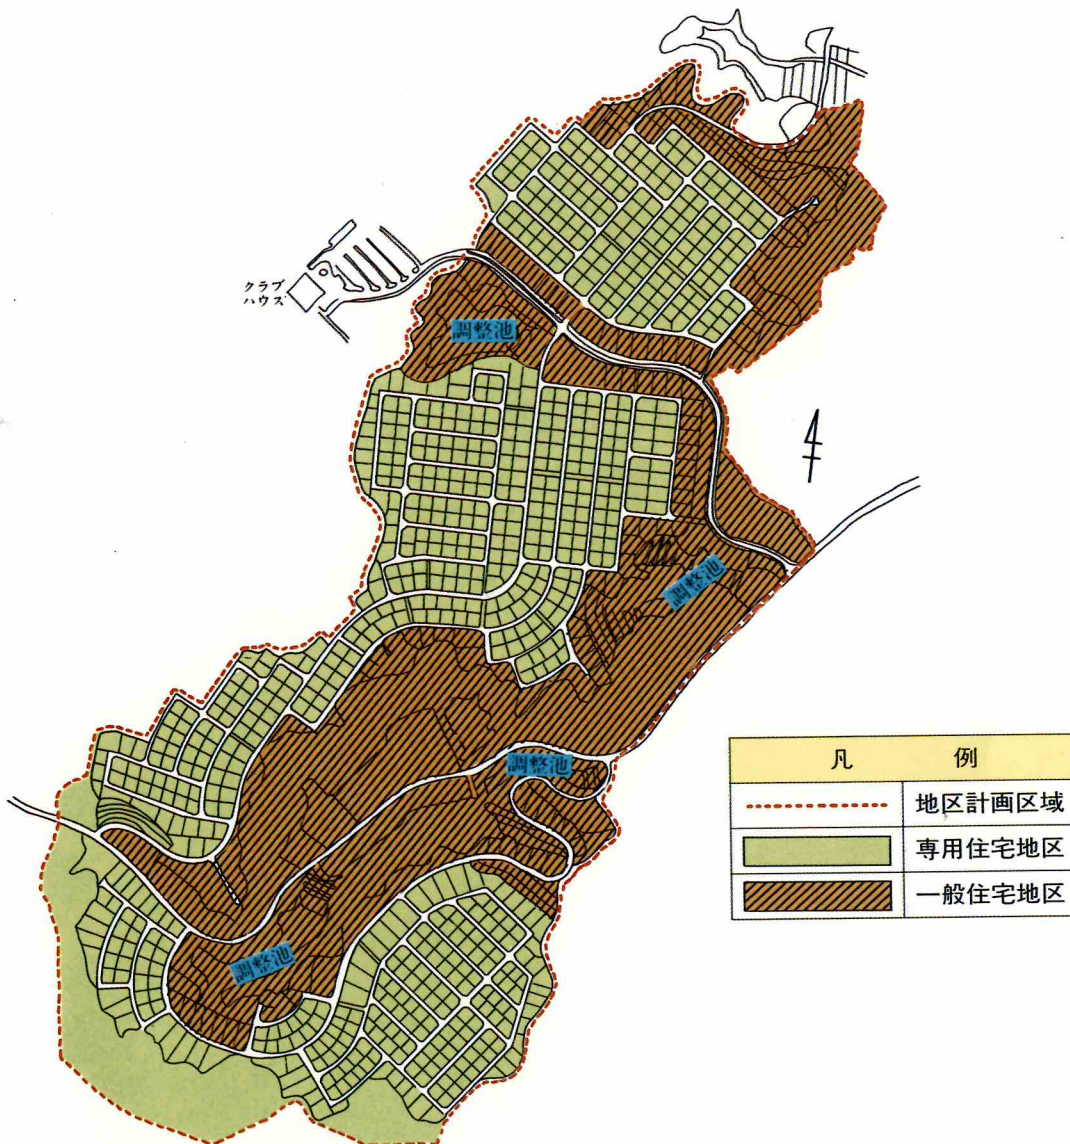 クラブ
ハウス
調整池
調整池
調整池
調整池
凡 例
地区計画区域
専用住宅地区
一般住宅地区